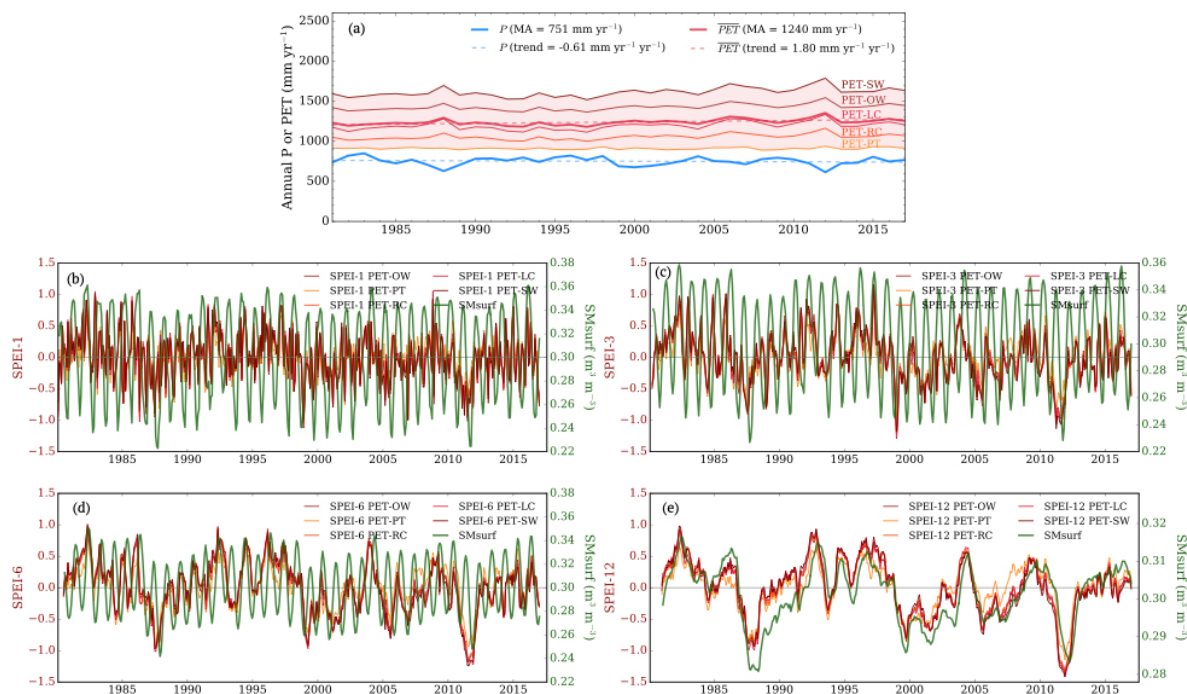 (a)
P (MA = 751 mm yr⁻¹)
PET (MA = 1240 mm yr⁻¹)
P (trend = -0.61 mm yr⁻¹ yr⁻¹)
PET (trend = 1.80 mm yr⁻¹ yr⁻¹)
Annual P or PET (mm yr⁻¹)
2500
2000
1500
1000
500
0
PET-SW
PET-OW
PET-LC
PET-RC
PET-PT
1985 1990 1995 2000 2005 2010 2015
(b)
SPEI-1 PET-OW SPEI-1 PET-LC
SPEI-1 PET-PT SPEI-1 PET-SW
SPEI-1 PET-RC SMsurf
SPEI-1
1.5
1.0
0.5
0.0
−0.5
−1.0
−1.5
0.38
0.36
0.34
0.32
0.30
0.28
0.26
0.24
0.22
SMsurf (m³ m⁻³)
1985 1990 1995 2000 2005 2010 2015
(c)
SPEI-3 PET-OW SPEI-3 PET-LC
SPEI-3 PET-PT SPEI-3 PET-SW
SPEI-3 PET-RC SMsurf
SPEI-3
1.5
1.0
0.5
0.0
−0.5
−1.0
−1.5
0.36
0.34
0.32
0.30
0.28
0.26
0.24
0.22
SMsurf (m³ m⁻³)
1985 1990 1995 2000 2005 2010 2015
(d)
SPEI-6 PET-OW SPEI-6 PET-LC
SPEI-6 PET-PT SPEI-6 PET-SW
SPEI-6 PET-RC SMsurf
SPEI-6
1.5
1.0
0.5
0.0
−0.5
−1.0
−1.5
0.38
0.36
0.34
0.32
0.30
0.28
0.26
0.24
0.22
SMsurf (m³ m⁻³)
1985 1990 1995 2000 2005 2010 2015
(e)
SPEI-12 PET-OW SPEI-12 PET-LC
SPEI-12 PET-PT SPEI-12 PET-SW
SPEI-12 PET-RC SMsurf
SPEI-12
1.5
1.0
0.5
0.0
−0.5
−1.0
−1.5
0.32
0.31
0.30
0.29
0.28
SMsurf (m³ m⁻³)
1985 1990 1995 2000 2005 2010 2015